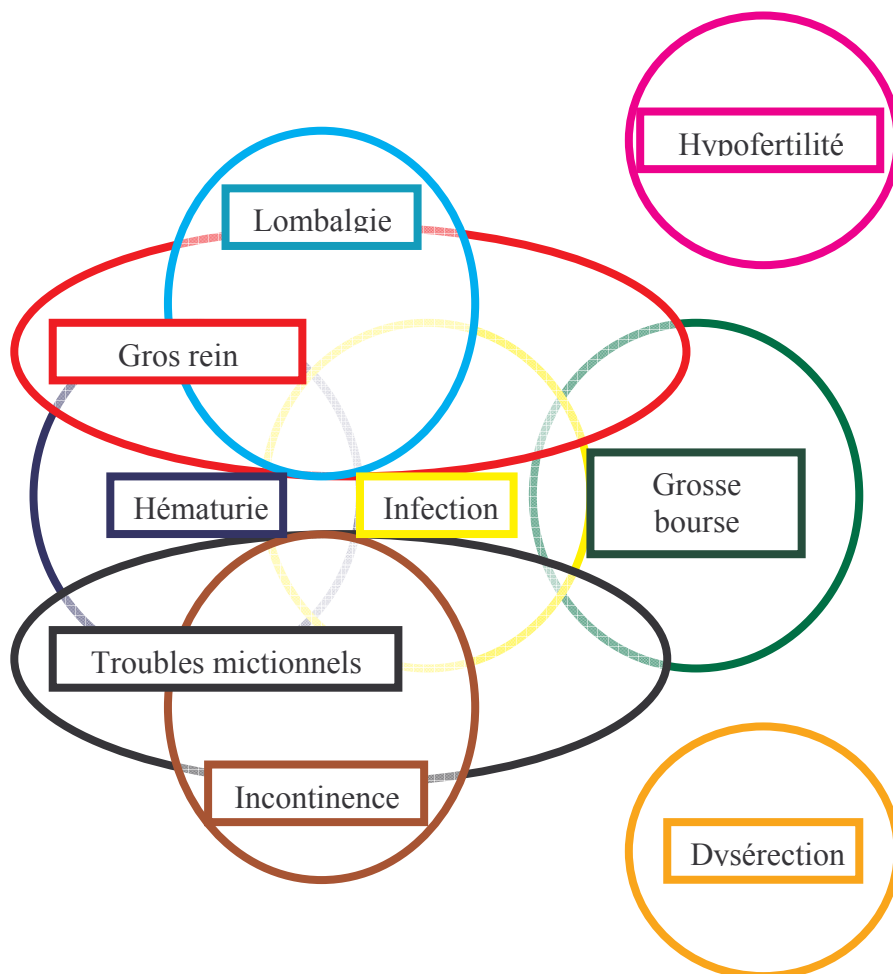 Hypofertilité
Lombalgie
Gros rein
Hématurie
Infection
Grosse
bourse
Troubles mictionnels
Incontinence
Dysérection